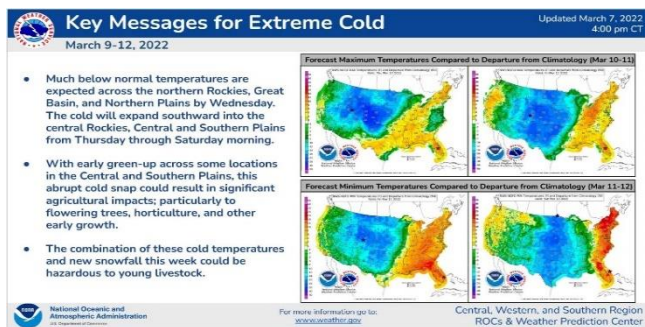 Key Messages for Extreme Cold
Updated March 7, 2022
4:00 pm CT
March 9-12, 2022
Forecast Maximum Temperatures Compared to Departure from Climatology (Mar 10-11)
• Much below normal temperatures are
expected across the northern Rockies, Great
Basin, and Northern Plains by Wednesday.
The cold will expand southward into the
central Rockies, Central and Southern Plains
from Thursday through Saturday morning.
• With early green-up across some locations
in the Central and Southern Plains, this
abrupt cold snap could result in significant
agricultural impacts; particularly to
flowering trees, horticulture, and other
early growth.
• The combination of these cold temperatures
and new snowfall this week could be
hazardous to young livestock.
Forecast Minimum Temperatures Compared to Departure from Climatology (Mar 11-12)
National Oceanic and
Atmospheric Administration
U.S. Department of Commerce
For more information go to:
www.weather.gov
Central, Western, and Southern Region
ROCs & Weather Prediction Center